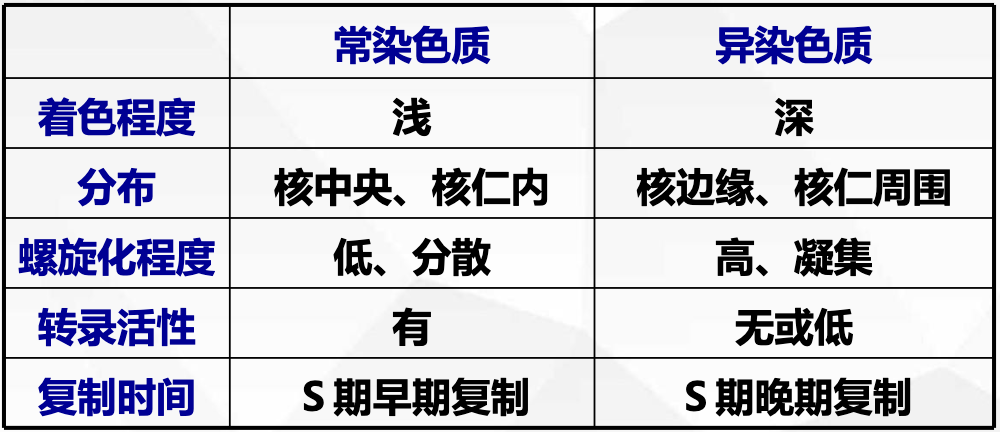 常染色质 异染色质
着色程度 浅 深
分布 核中央、核仁内 核边缘、核仁周围
螺旋化程度 低、分散 高、凝集
转录活性 有 无或低
复制时间 S期早期复制 S期晚期复制